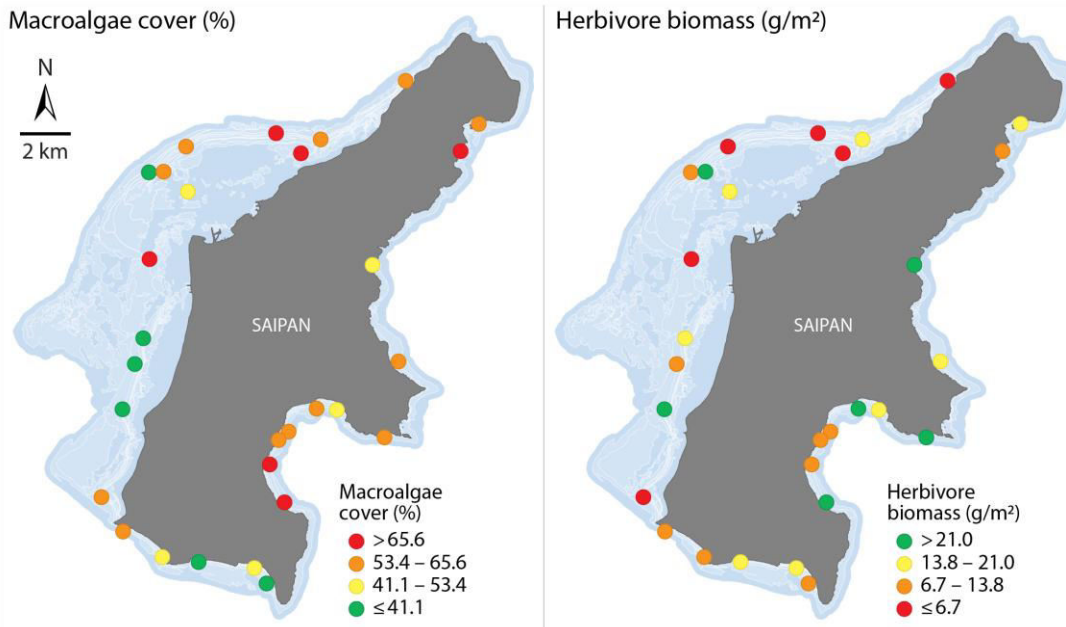 Macroalgae cover (%)
N
2 km
SAIPAN
Macroalgae
cover (%)
>65.6
53.4 – 65.6
41.1 – 53.4
≤41.1
Herbivore biomass (g/m²)
SAIPAN
Herbivore
biomass (g/m²)
>21.0
13.8 – 21.0
6.7 – 13.8
≤6.7